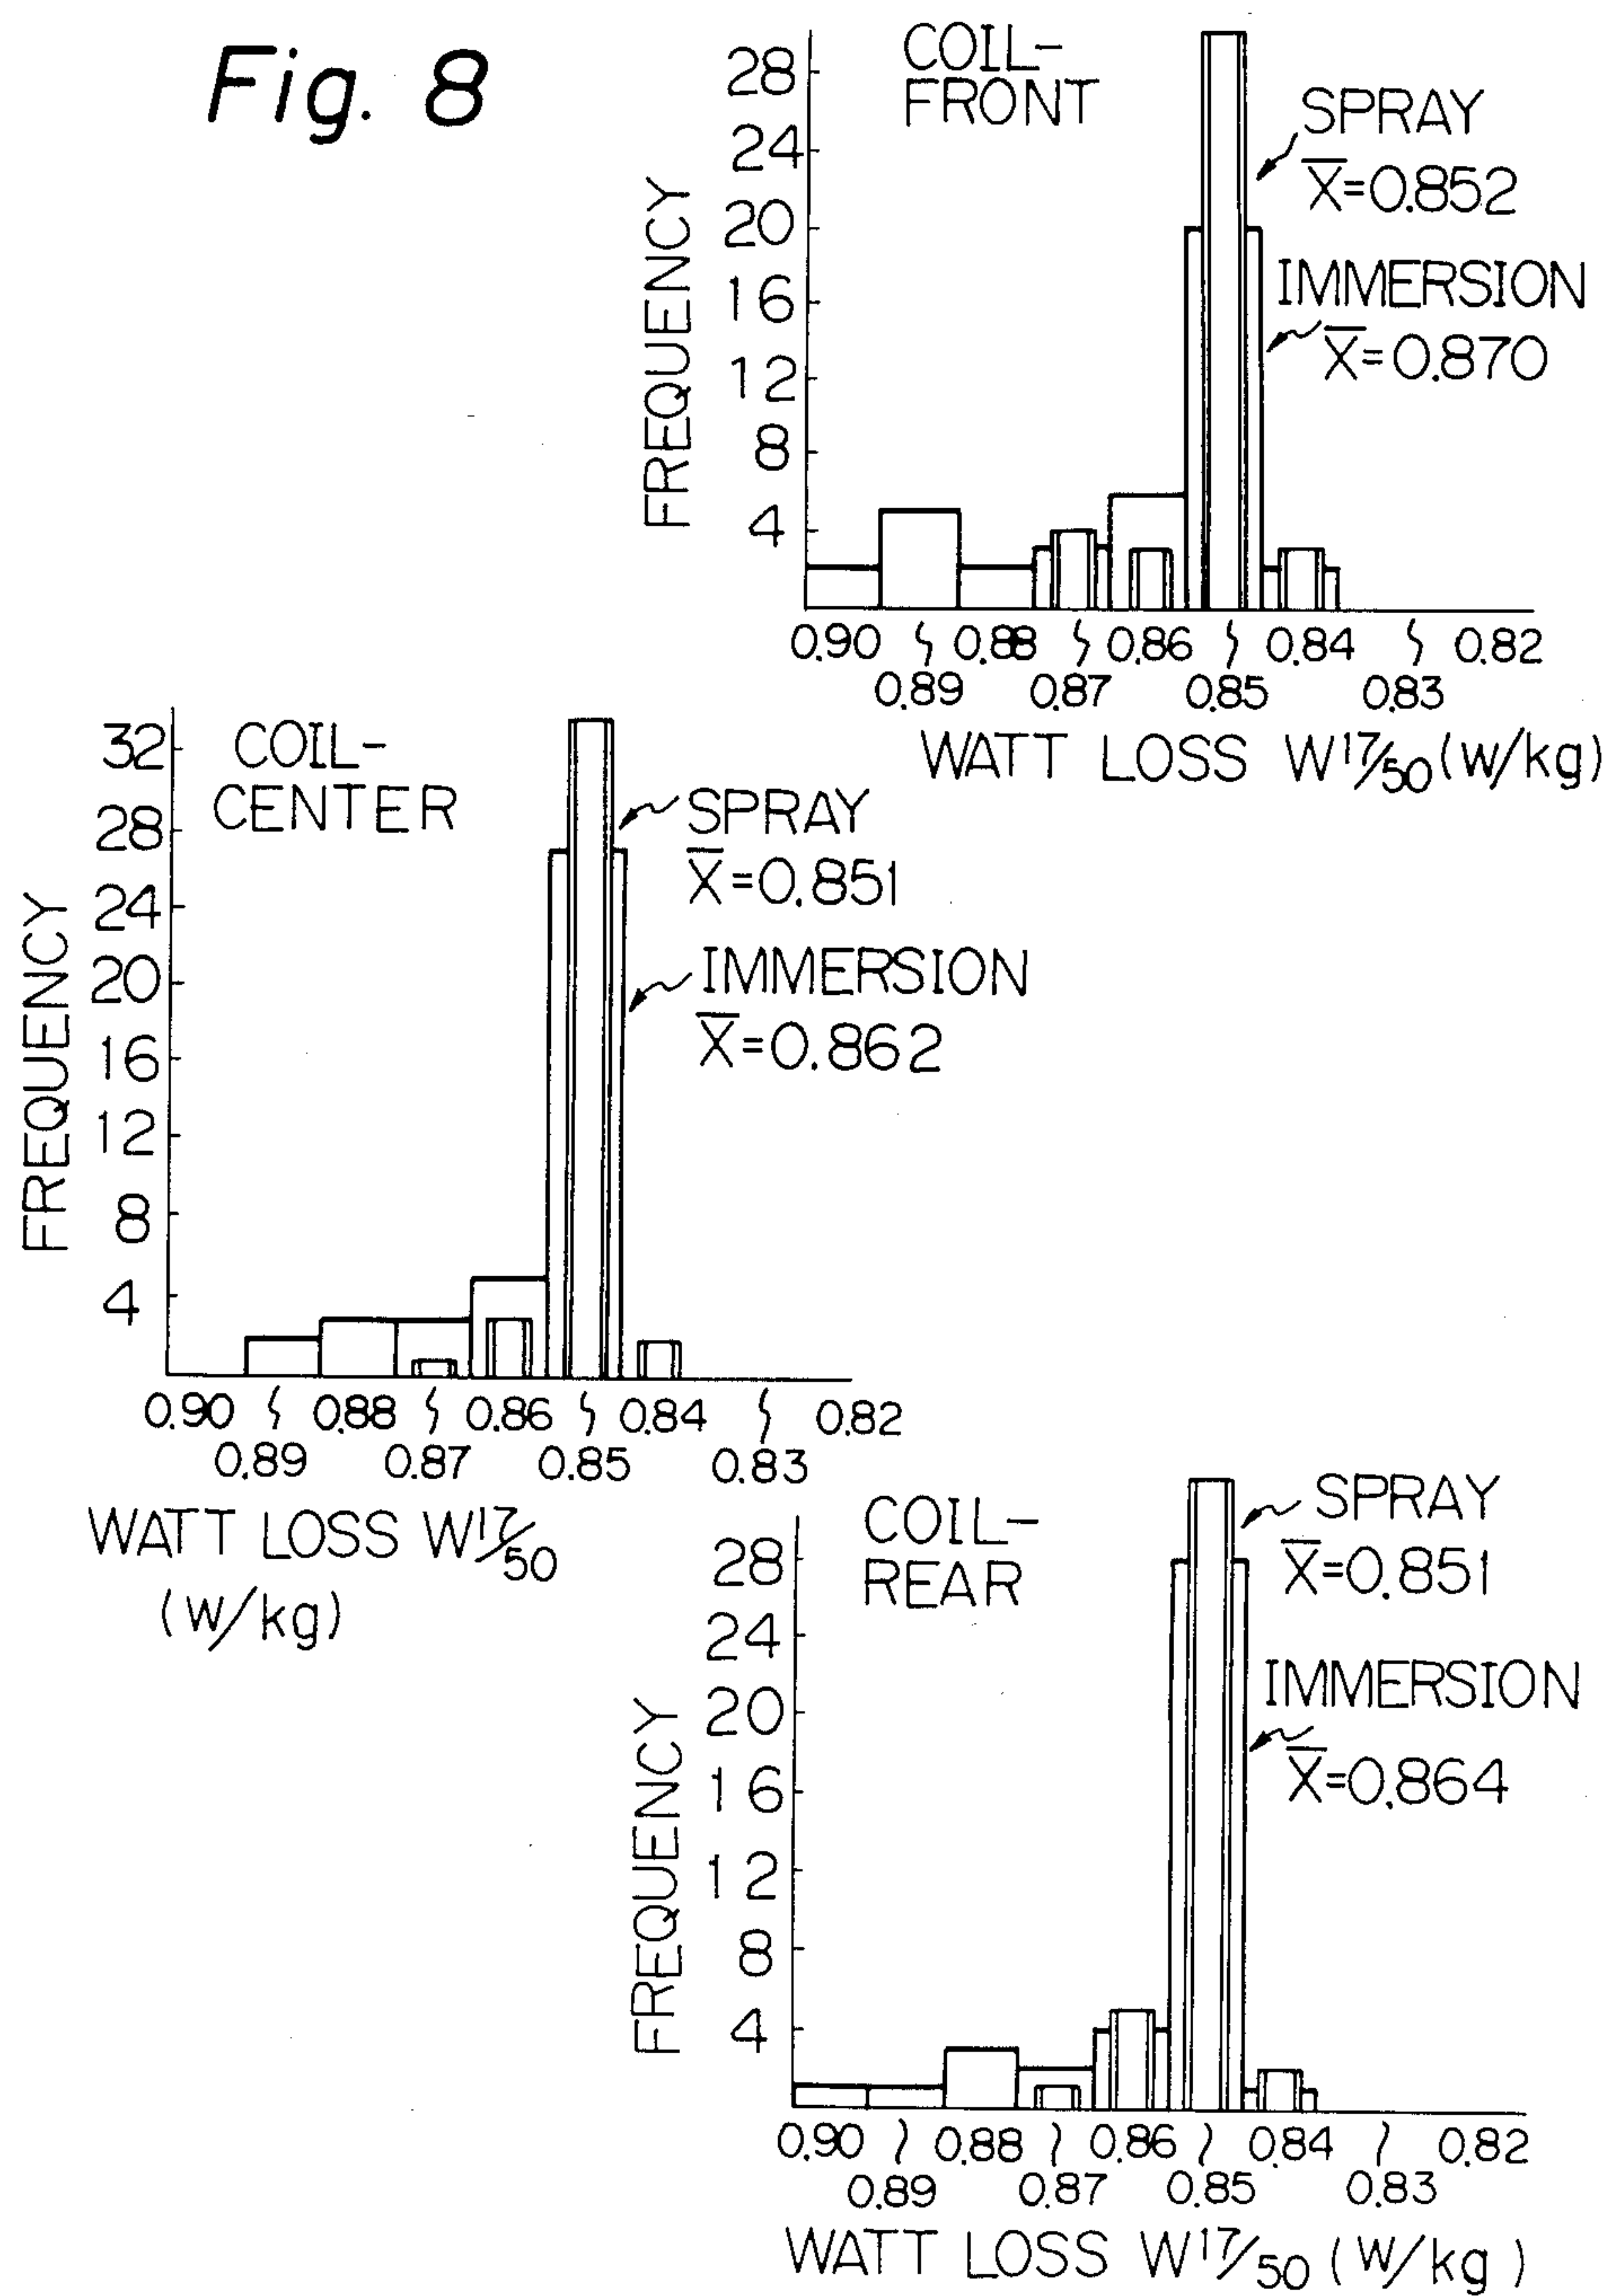 Fig. 8
COIL-
FRONT
FREQUENCY
28
24
20
16
12
8
4
SPRAY
X̅=0.852
IMMERSION
X̅=0.870
0.90 ~ 0.88 ~ 0.86 ~ 0.84 ~ 0.82
0.89 0.87 0.85 0.83
WATT LOSS W17/50 (W/kg)
COIL-
CENTER
FREQUENCY
32
28
24
20
16
12
8
4
SPRAY
X̅=0.851
IMMERSION
X̅=0.862
0.90 ~ 0.88 ~ 0.86 ~ 0.84 ~ 0.82
0.89 0.87 0.85 0.83
WATT LOSS W17/50
(W/kg)
COIL-
REAR
FREQUENCY
28
24
20
16
12
8
4
SPRAY
X̅=0.851
IMMERSION
X̅=0.864
0.90 ~ 0.88 ~ 0.86 ~ 0.84 ~ 0.82
0.89 0.87 0.85 0.83
WATT LOSS W17/50 (W/kg)